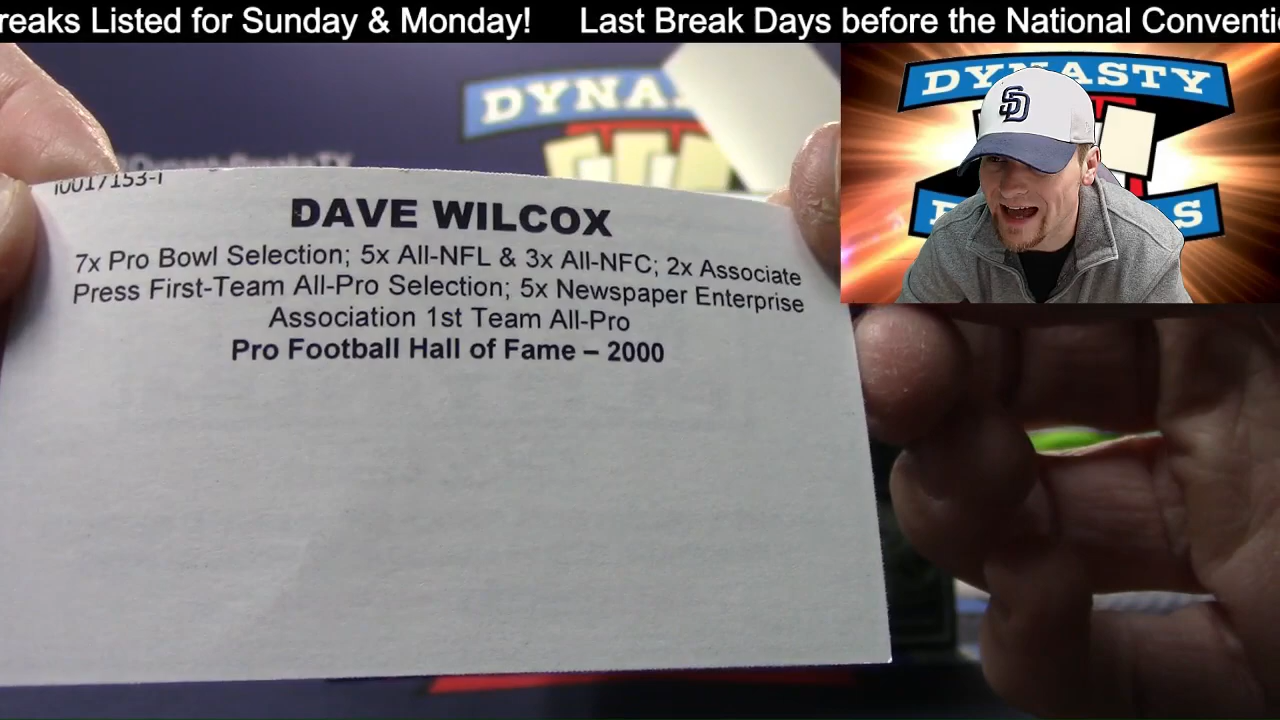 reaks Listed for Sunday & Monday! Last Break Days before the National Conventi
DYNASTY
SD
S
DYNA
10017153-1
DAVE WILCOX
7x Pro Bowl Selection; 5x All-NFL & 3x All-NFC; 2x Associate
Press First-Team All-Pro Selection; 5x Newspaper Enterprise
Association 1st Team All-Pro
Pro Football Hall of Fame – 2000